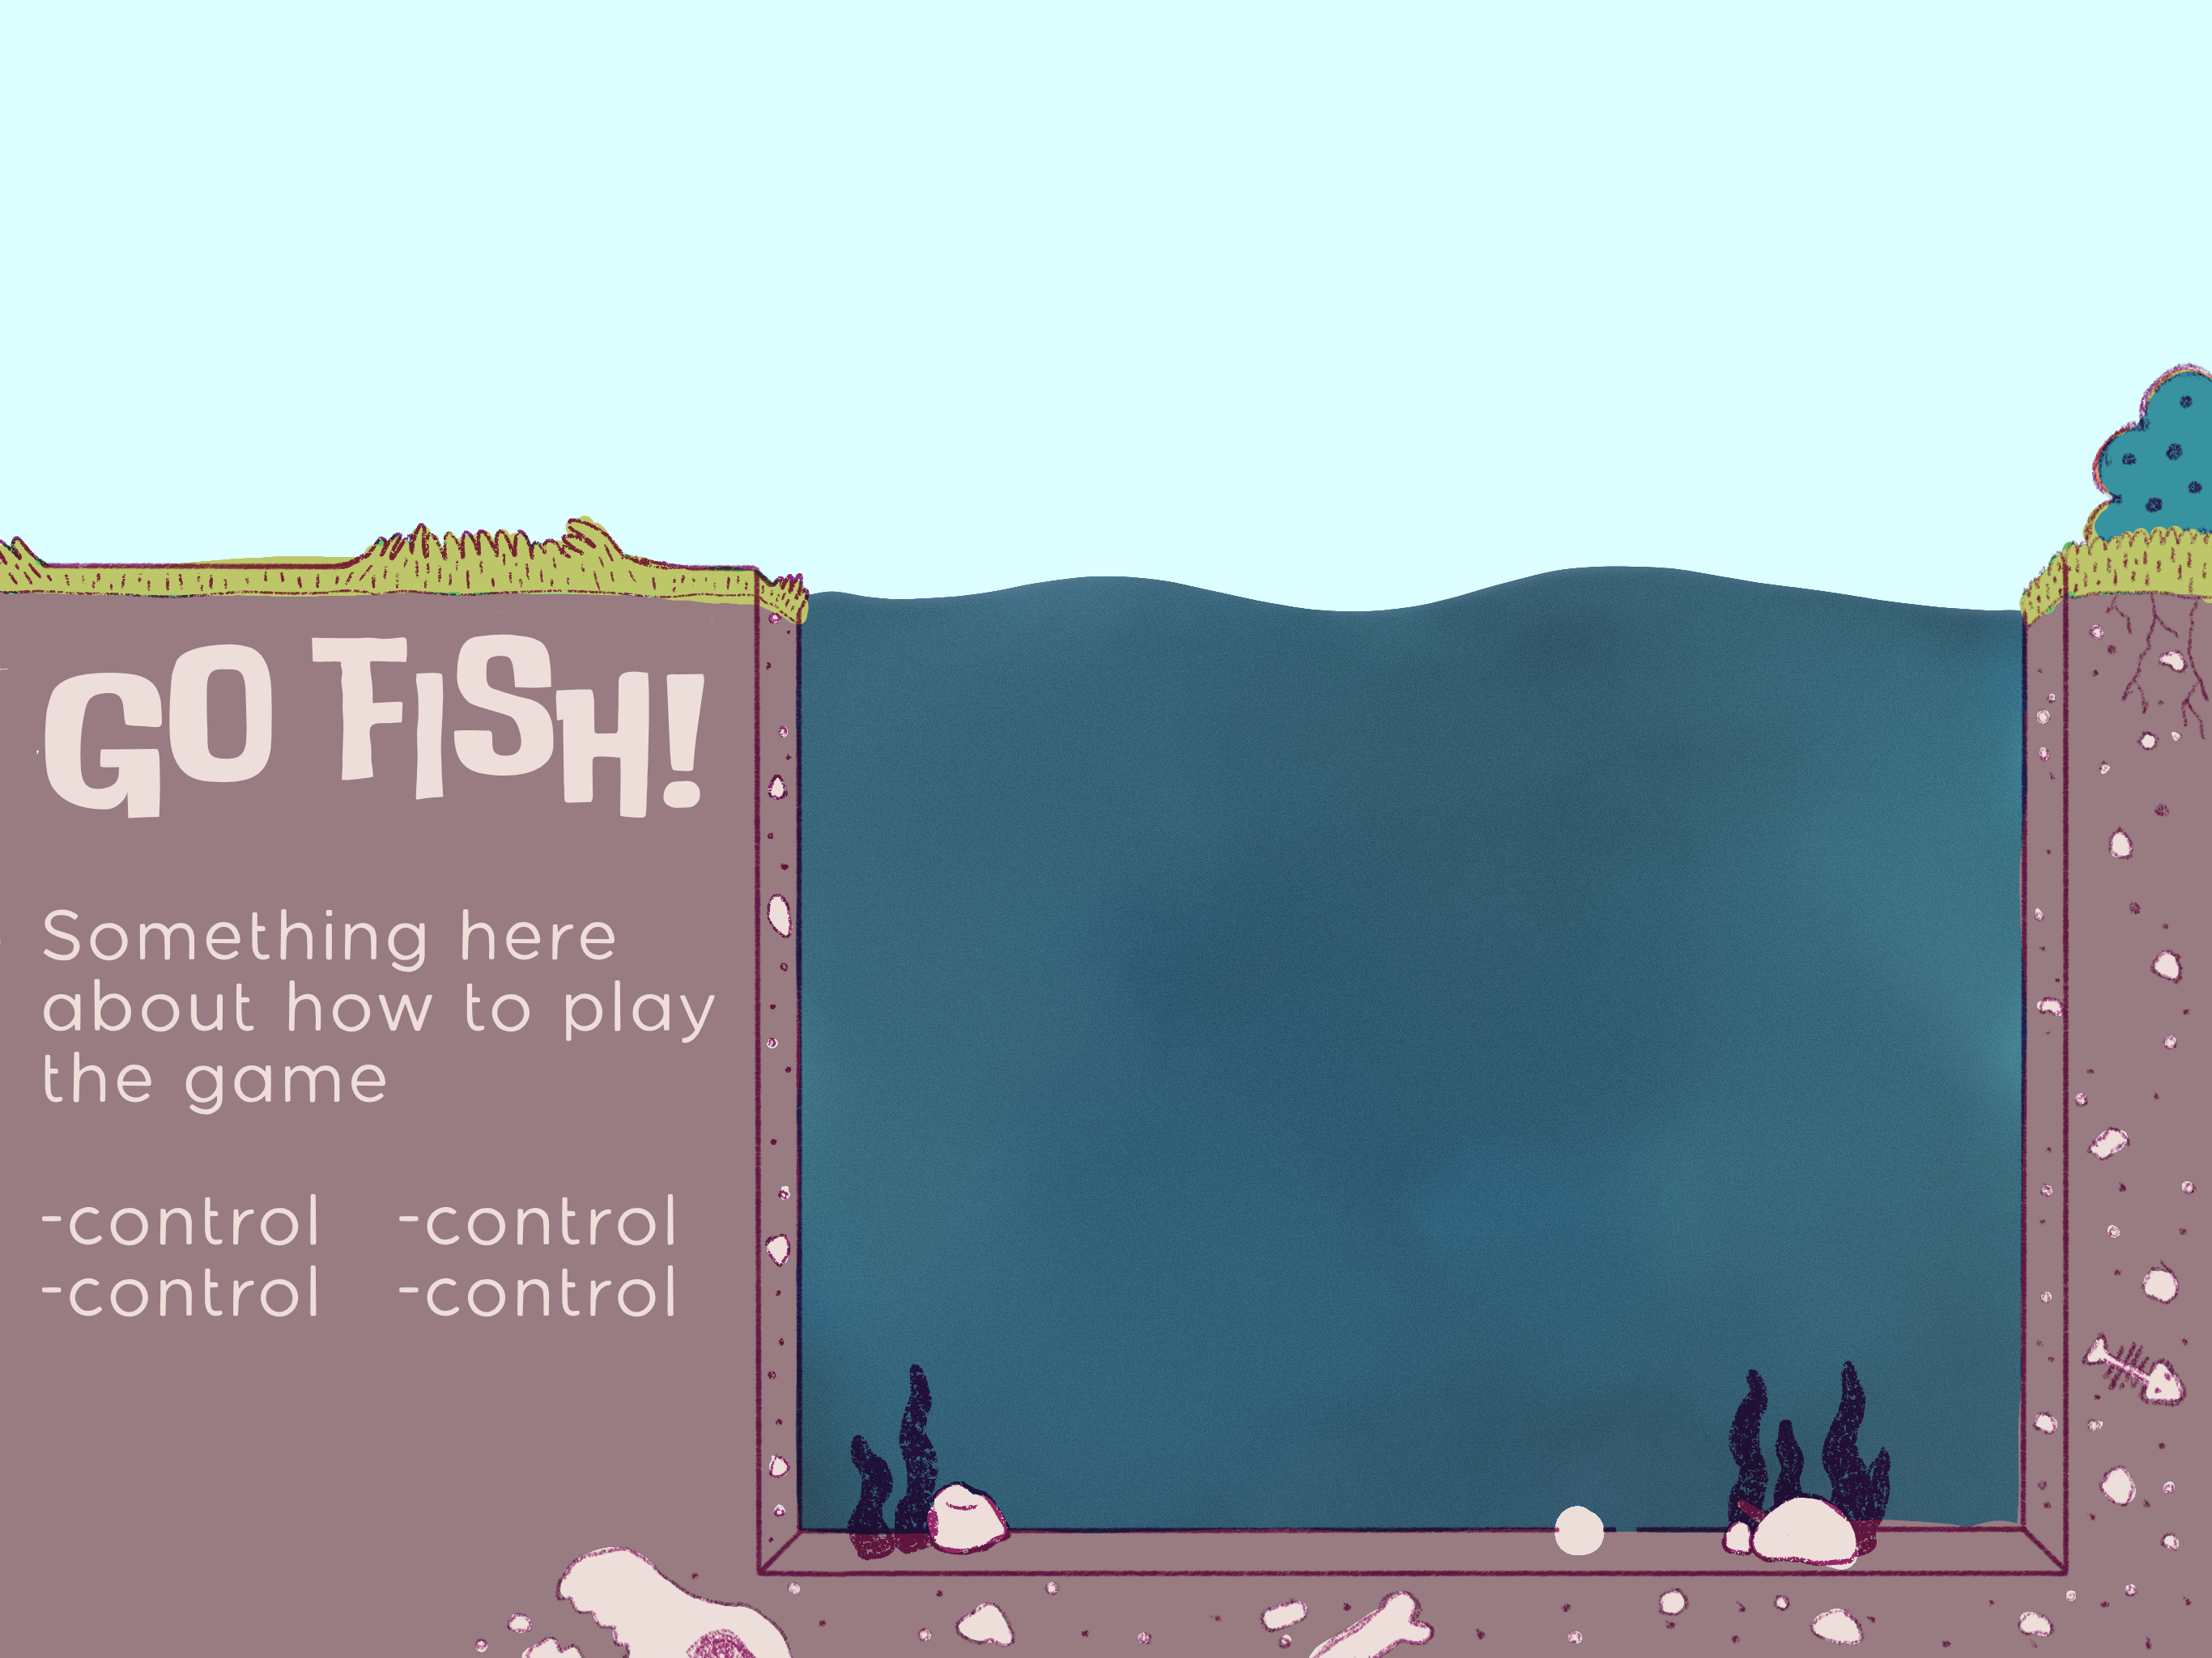 GO FISH!
Something here
about how to play
the game
-control -control
-control -control